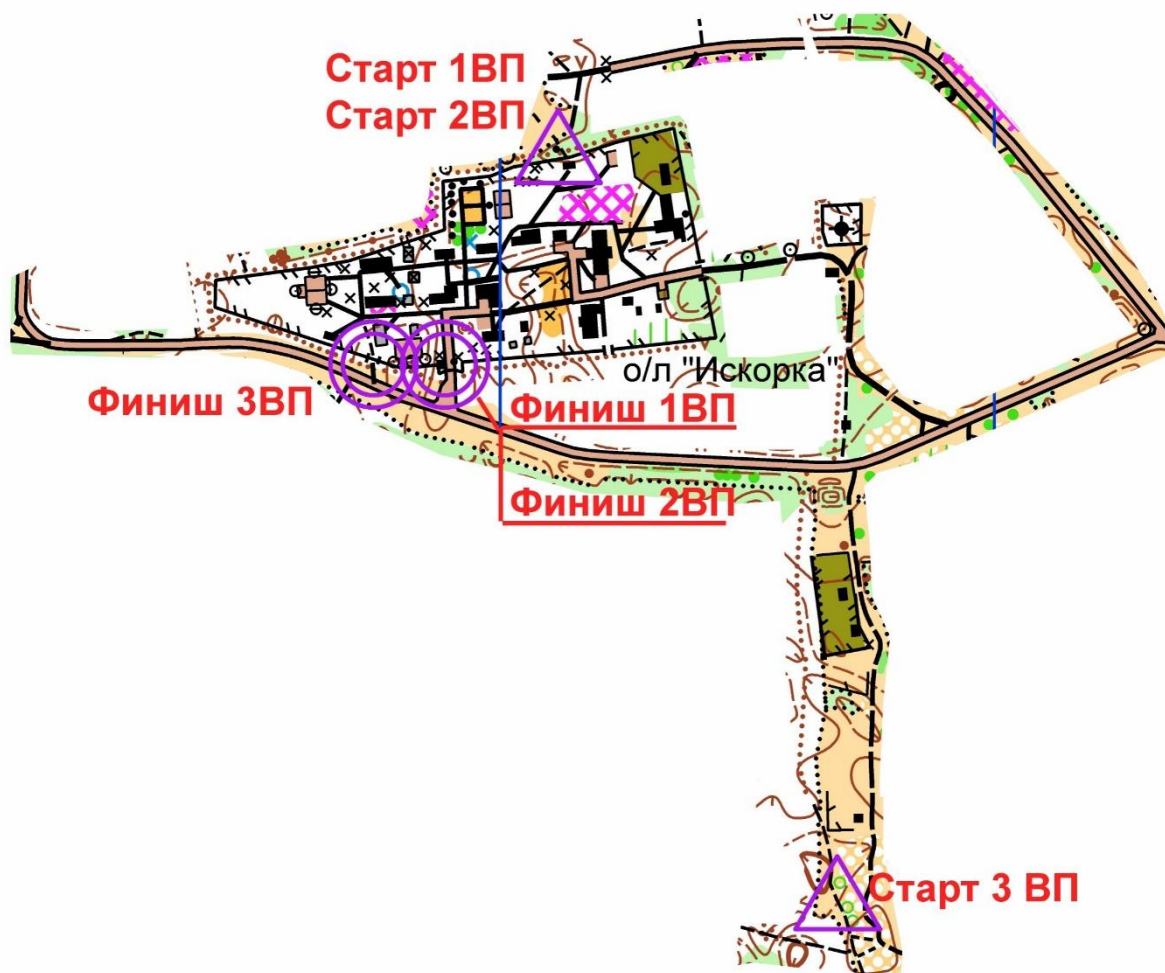 Старт 1ВП
Старт 2ВП
о/л "Искорка"
Финиш 3ВП
Финиш 1ВП
Финиш 2ВП
Старт 3 ВП